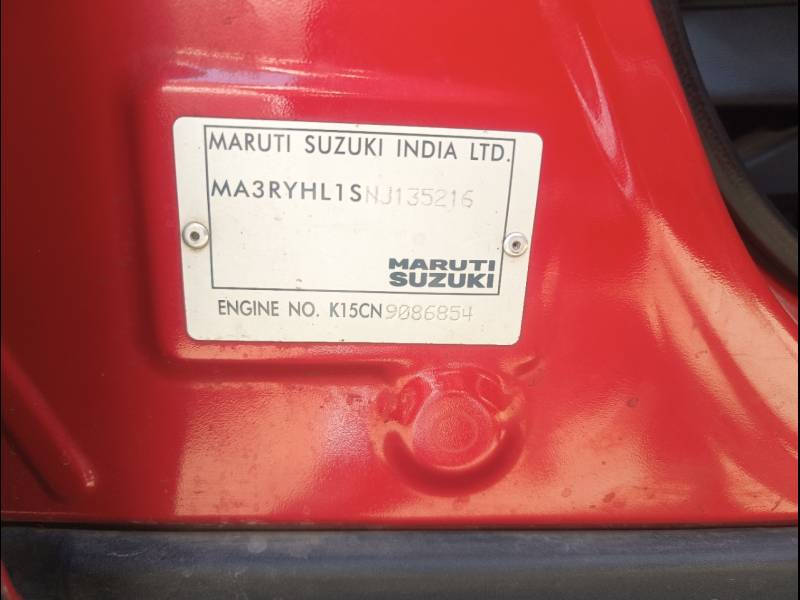 MARUTI SUZUKI INDIA LTD.
MA3RYHL1SNJ135216
MARUTI
SUZUKI
ENGINE NO. K15CN9086854